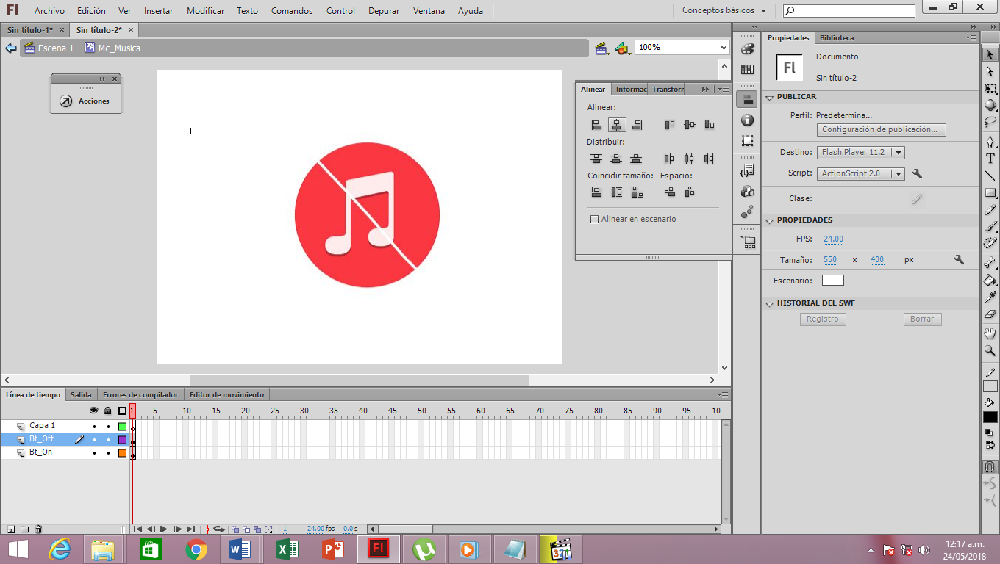 Fl Archivo Edición Ver Insertar Modificar Texto Comandos Control Depurar Ventana Ayuda Conceptos básicos
Sin título-1* × Sin título-2* ×
Escena 1 Mc_Musica 100%
Acciones
Alinear Informac Transforr
Alinear:
Distribuir:
Coincidir tamaño: Espacio:
Alinear en escenario
Propiedades Biblioteca
Fl
Documento
Sin título-2
PUBLICAR
Perfil: Predetermina...
Configuración de publicación...
Destino: Flash Player 11.2
Script: ActionScript 2.0
Clase:
PROPIEDADES
FPS: 24.00
Tamaño: 550 x 400 px
Escenario:
HISTORIAL DEL SWF
Registro Borrar
Línea de tiempo Salida Errores de compilador Editor de movimiento
1 5 10 15 20 25 30 35 40 45 50 55 60 65 70 75 80 85 90 95 10
Capa 1
Bt_Off
Bt_On
1 24.00 fps 0.0 s
Fl
321
12:17 a.m.
24/05/2018